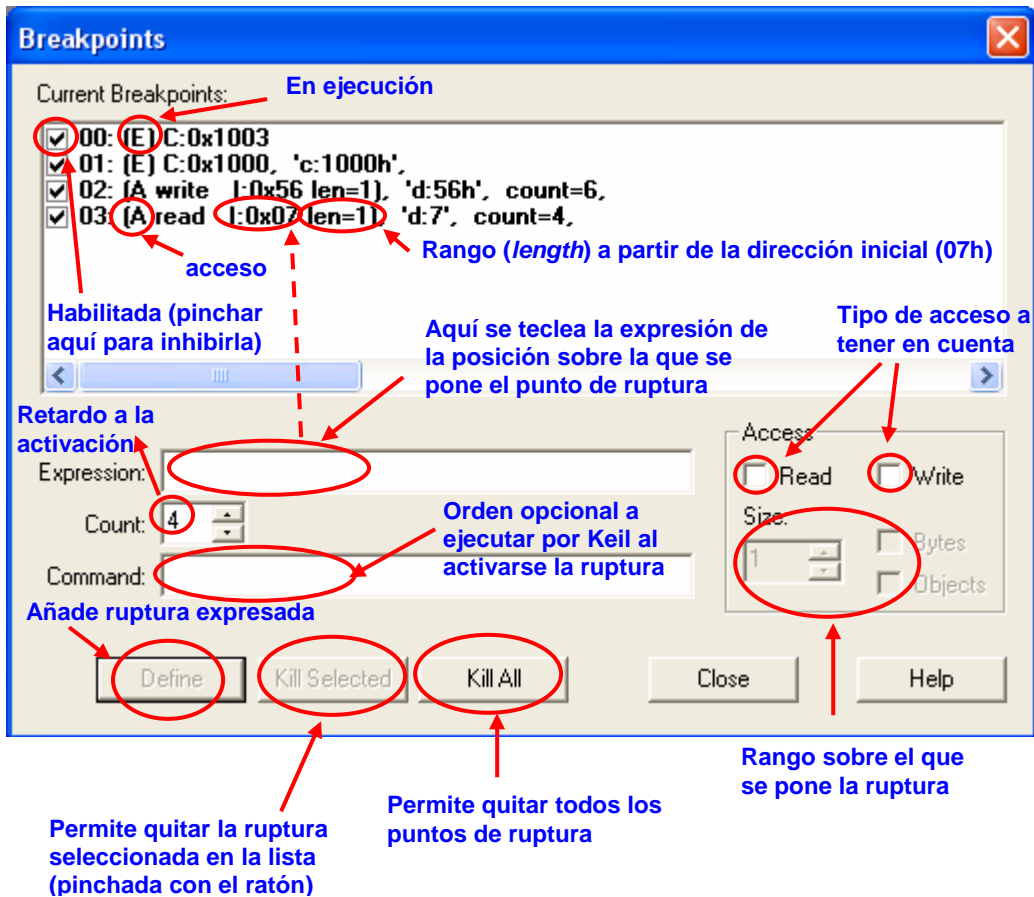 Breakpoints
En ejecución
Current Breakpoints:
00: (E) C:0x1003
01: (E) C:0x1000, 'c:1000h',
02: (A write I:0x56 len=1), 'd:56h', count=6,
03: (A read I:0x07 len=1), 'd:7', count=4,
Rango (length) a partir de la dirección inicial (07h)
acceso
Habilitada (pinchar
aquí para inhibirla)
Aquí se teclea la expresión de
la posición sobre la que se
pone el punto de ruptura
Tipo de acceso a
tener en cuenta
Retardo a la
activación
Expression:
Access
Read
Write
Count:
4
Orden opcional a
ejecutar por Keil al
activarse la ruptura
Size:
1
Bytes
Objects
Command:
Añade ruptura expresada
Define
Kill Selected
Kill All
Close
Help
Rango sobre el que
se pone la ruptura
Permite quitar todos los
puntos de ruptura
Permite quitar la ruptura
seleccionada en la lista
(pinchada con el ratón)